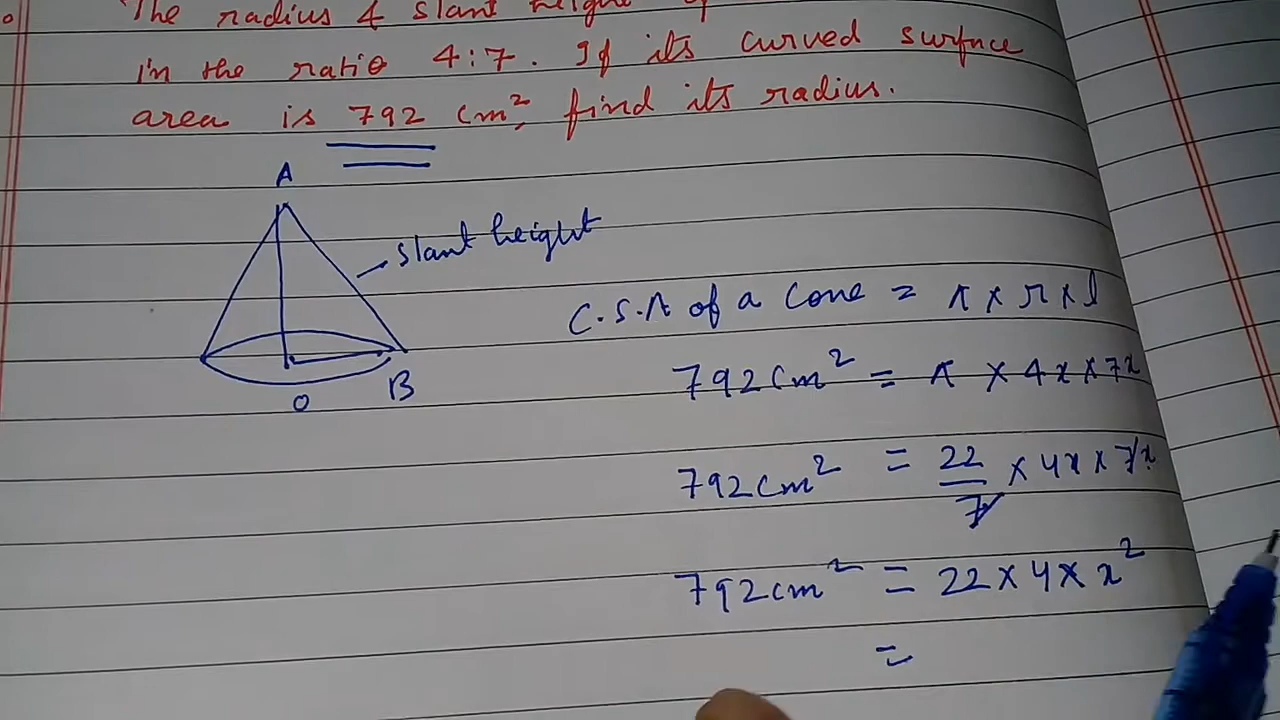 The radius & slant height
in the ratio 4:7. If its curved surface
area is 792 cm², find its radius.
A
slant height
O
B
C.S.A of a Cone = π × r × l
792 cm² = π × 4x × 7x
792 cm² = 22/7 × 4x × 7x
792 cm² = 22 × 4 × x²
=